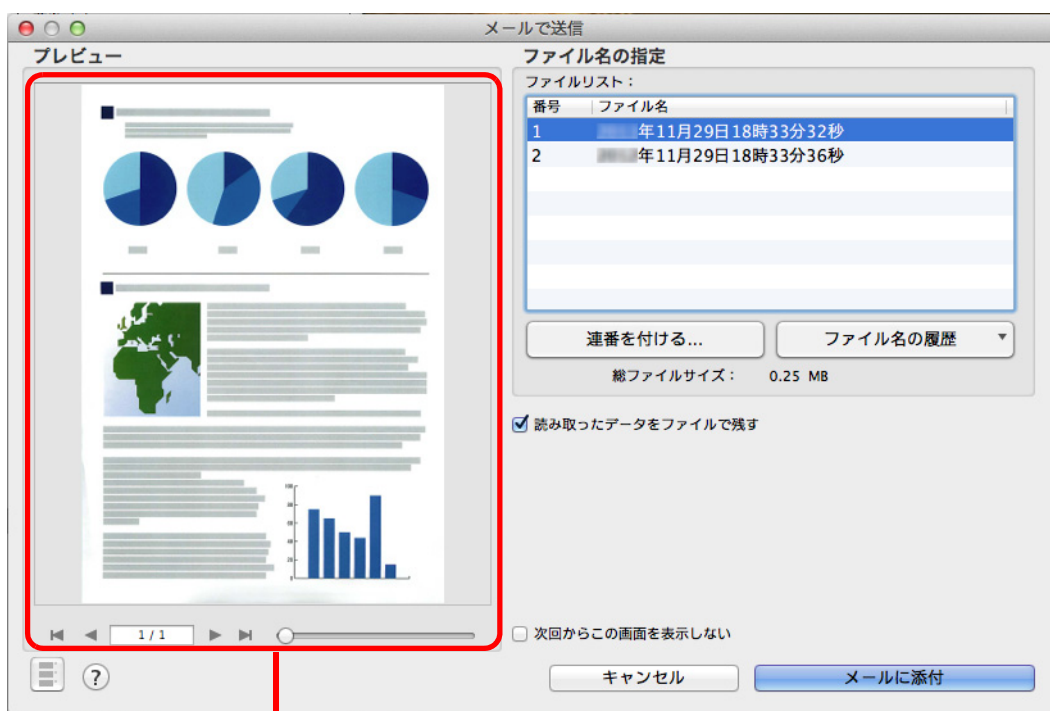 メールで送信
プレビュー
ファイル名の指定
ファイルリスト：
番号 ファイル名
1 年11月29日18時33分32秒
2 年11月29日18時33分36秒
連番を付ける...
ファイル名の履歴
総ファイルサイズ： 0.25 MB
読み取ったデータをファイルで残す
1 / 1
次回からこの画面を表示しない
?
キャンセル
メールに添付